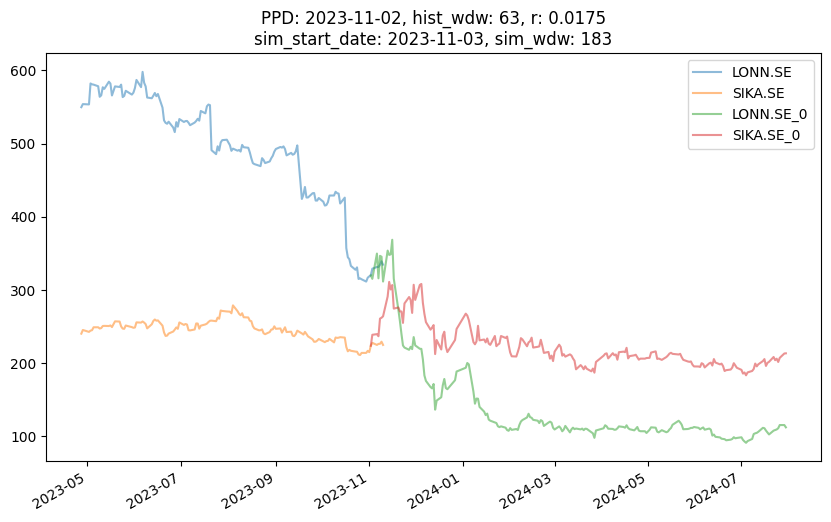 PPD: 2023-11-02, hist_wdw: 63, r: 0.0175
sim_start_date: 2023-11-03, sim_wdw: 183
LONN.SE
SIKA.SE
LONN.SE_0
SIKA.SE_0
600
500
400
300
200
100
2023-05
2023-07
2023-09
2023-11
2024-01
2024-03
2024-05
2024-07